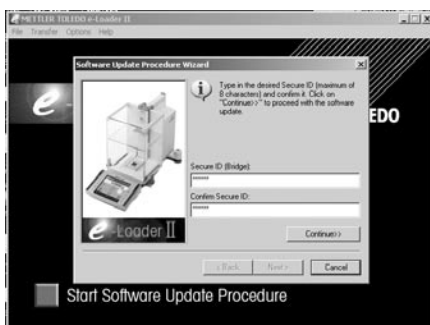 METTLER TOLEDO e-Loader II
File Transfer Options Help
Software Update Procedure Wizard
Type in the desired Secure ID (maximum of
8 characters) and confirm it. Click on
"Continue>>" to proceed with the software
update.
e
EDO
Secure ID (Bridge):
Confirm Secure ID:
e-Loader II
Continue>>
< Back Next > Cancel
Start Software Update Procedure